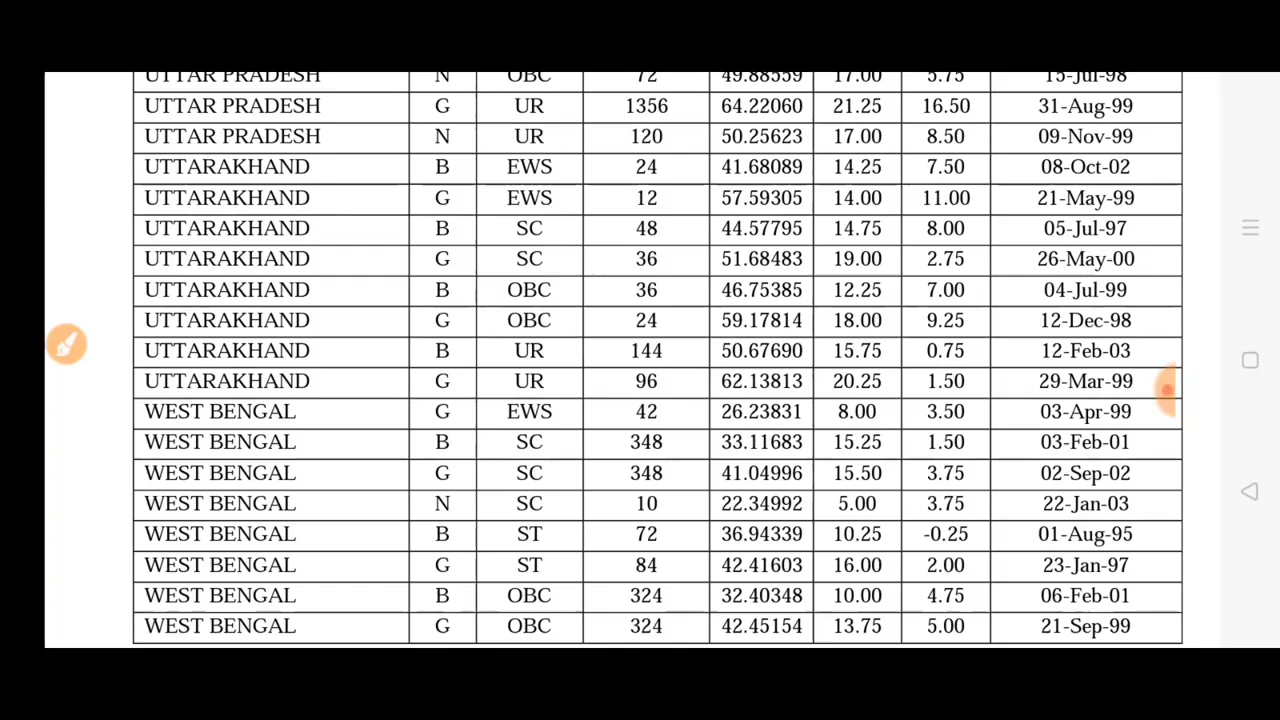 UTTAR PRADESH N OBC 72 49.88559 17.00 5.75 15-Jul-98
UTTAR PRADESH G UR 1356 64.22060 21.25 16.50 31-Aug-99
UTTAR PRADESH N UR 120 50.25623 17.00 8.50 09-Nov-99
UTTARAKHAND B EWS 24 41.68089 14.25 7.50 08-Oct-02
UTTARAKHAND G EWS 12 57.59305 14.00 11.00 21-May-99
UTTARAKHAND B SC 48 44.57795 14.75 8.00 05-Jul-97
UTTARAKHAND G SC 36 51.68483 19.00 2.75 26-May-00
UTTARAKHAND B OBC 36 46.75385 12.25 7.00 04-Jul-99
UTTARAKHAND G OBC 24 59.17814 18.00 9.25 12-Dec-98
UTTARAKHAND B UR 144 50.67690 15.75 0.75 12-Feb-03
UTTARAKHAND G UR 96 62.13813 20.25 1.50 29-Mar-99
WEST BENGAL G EWS 42 26.23831 8.00 3.50 03-Apr-99
WEST BENGAL B SC 348 33.11683 15.25 1.50 03-Feb-01
WEST BENGAL G SC 348 41.04996 15.50 3.75 02-Sep-02
WEST BENGAL N SC 10 22.34992 5.00 3.75 22-Jan-03
WEST BENGAL B ST 72 36.94339 10.25 -0.25 01-Aug-95
WEST BENGAL G ST 84 42.41603 16.00 2.00 23-Jan-97
WEST BENGAL B OBC 324 32.40348 10.00 4.75 06-Feb-01
WEST BENGAL G OBC 324 42.45154 13.75 5.00 21-Sep-99